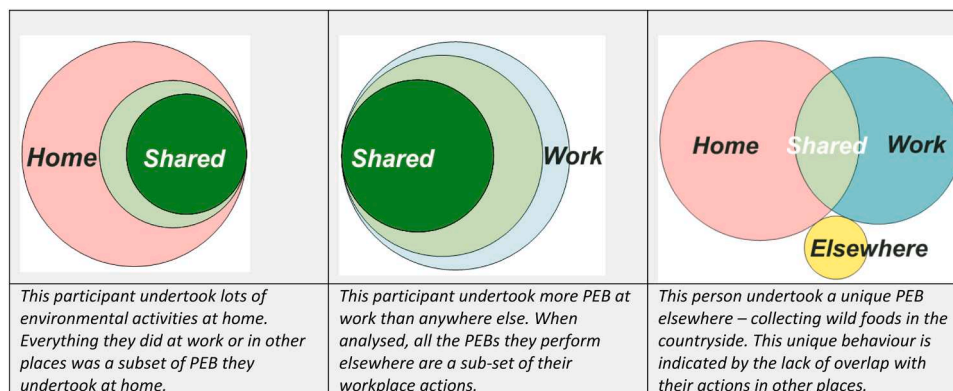 Home
Shared
Shared
Work
Home
Shared
Work
Elsewhere
This participant undertook lots of
environmental activities at home.
Everything they did at work or in other
places was a subset of PEB they
undertook at home.
This participant undertook more PEB at
work than anywhere else. When
analysed, all the PEBs they perform
elsewhere are a sub-set of their
workplace actions.
This person undertook a unique PEB
elsewhere – collecting wild foods in the
countryside. This unique behaviour is
indicated by the lack of overlap with
their actions in other places.